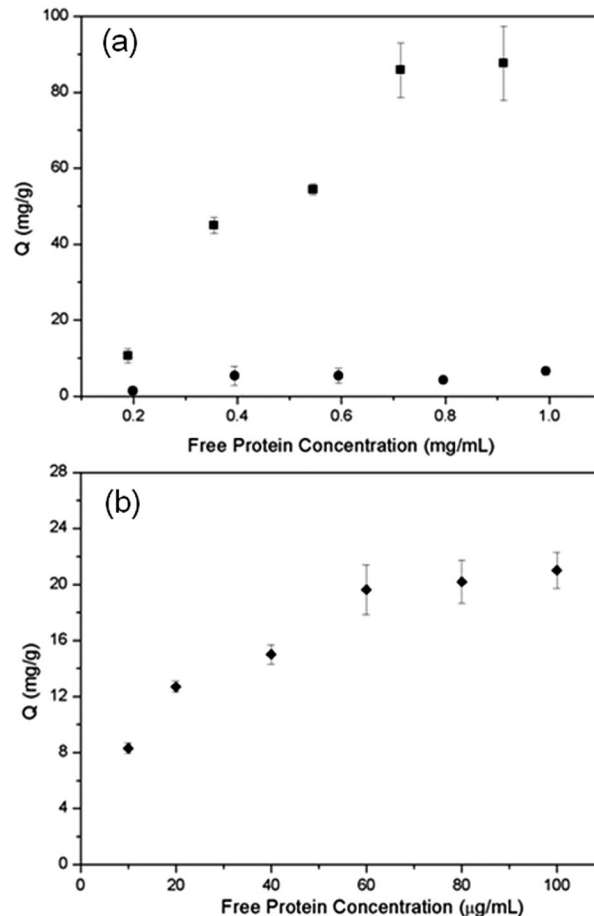 (a)
100
80
60
40
20
0
Q (mg/g)
0.2 0.4 0.6 0.8 1.0
Free Protein Concentration (mg/mL)
(b)
28
24
20
16
12
8
4
0
Q (mg/g)
0 20 40 60 80 100
Free Protein Concentration (μg/mL)